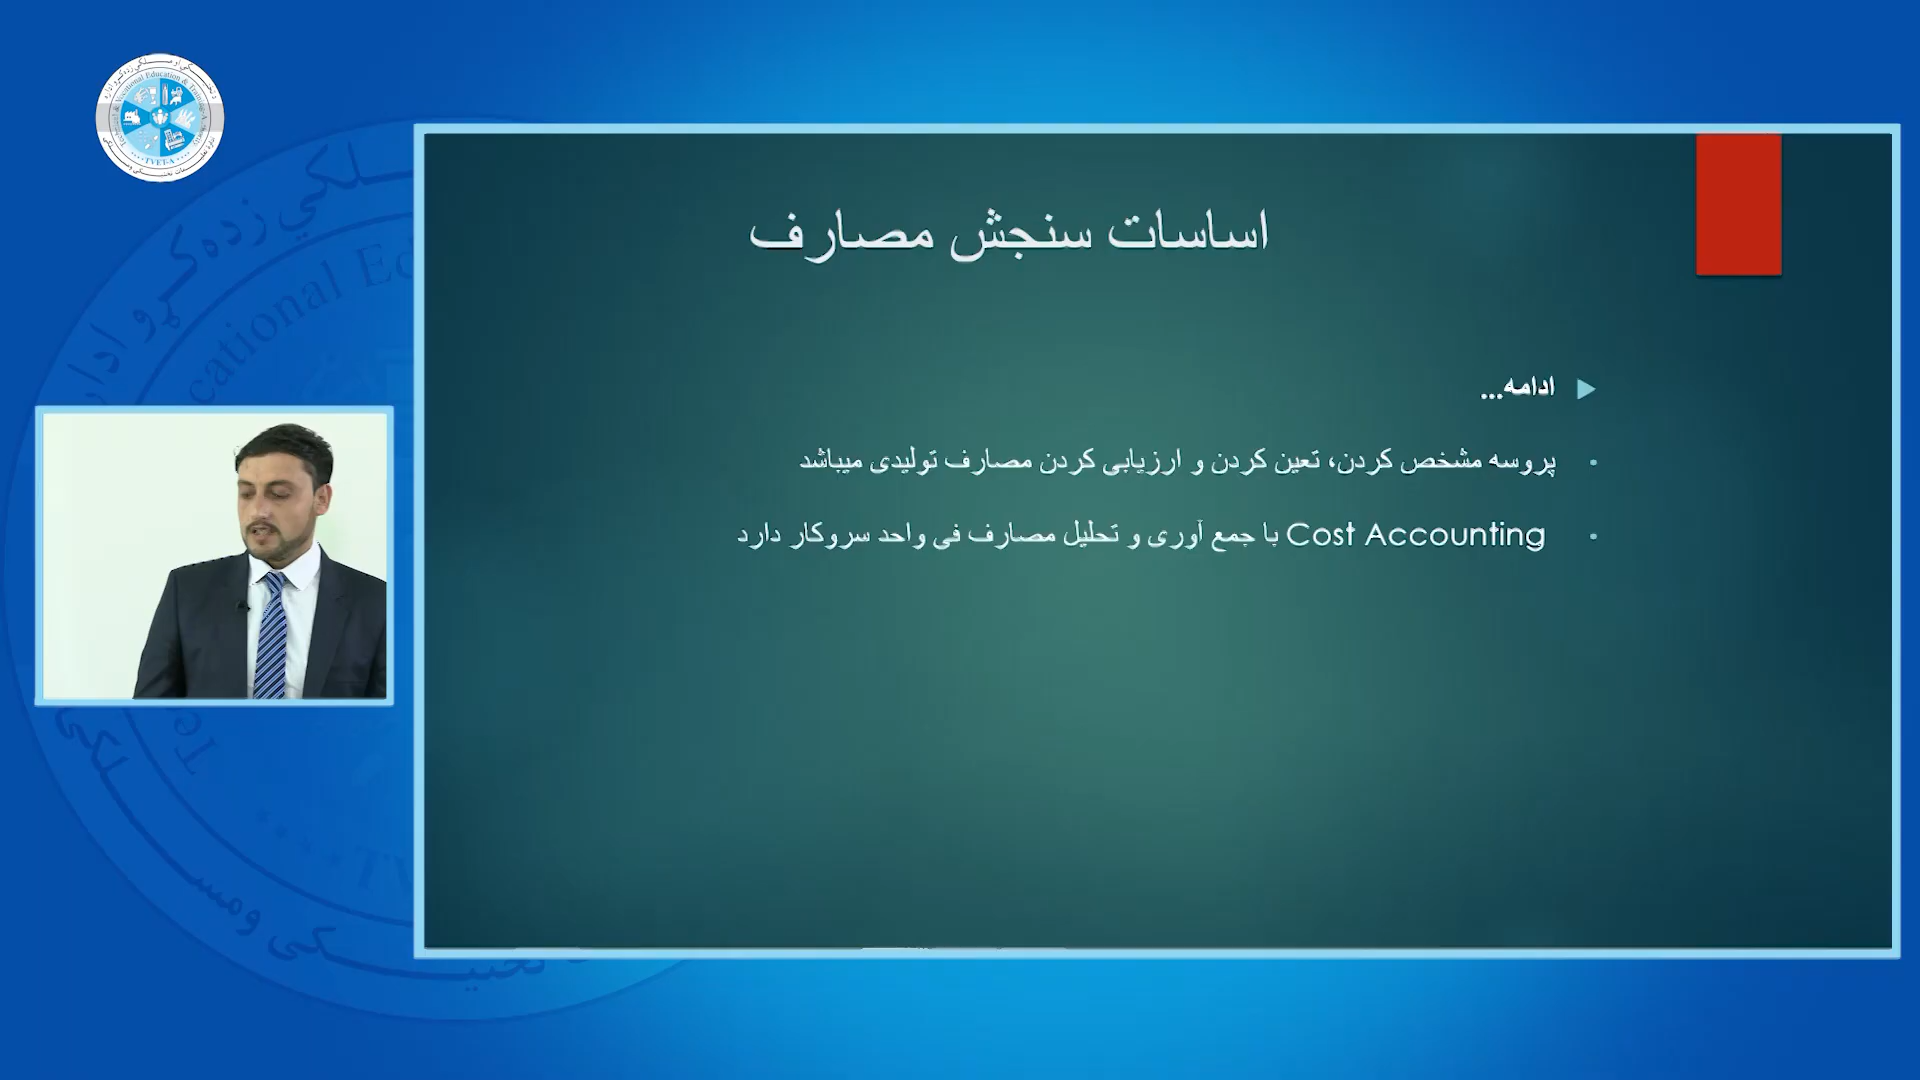 اساسات سنجش مصارف
ادامه...
پروسه مشخص کردن، تعین کردن و ارزیابی کردن مصارف تولیدی میباشد
Cost Accounting با جمع آوری و تحلیل مصارف فی واحد سروکار دارد
TVET-A